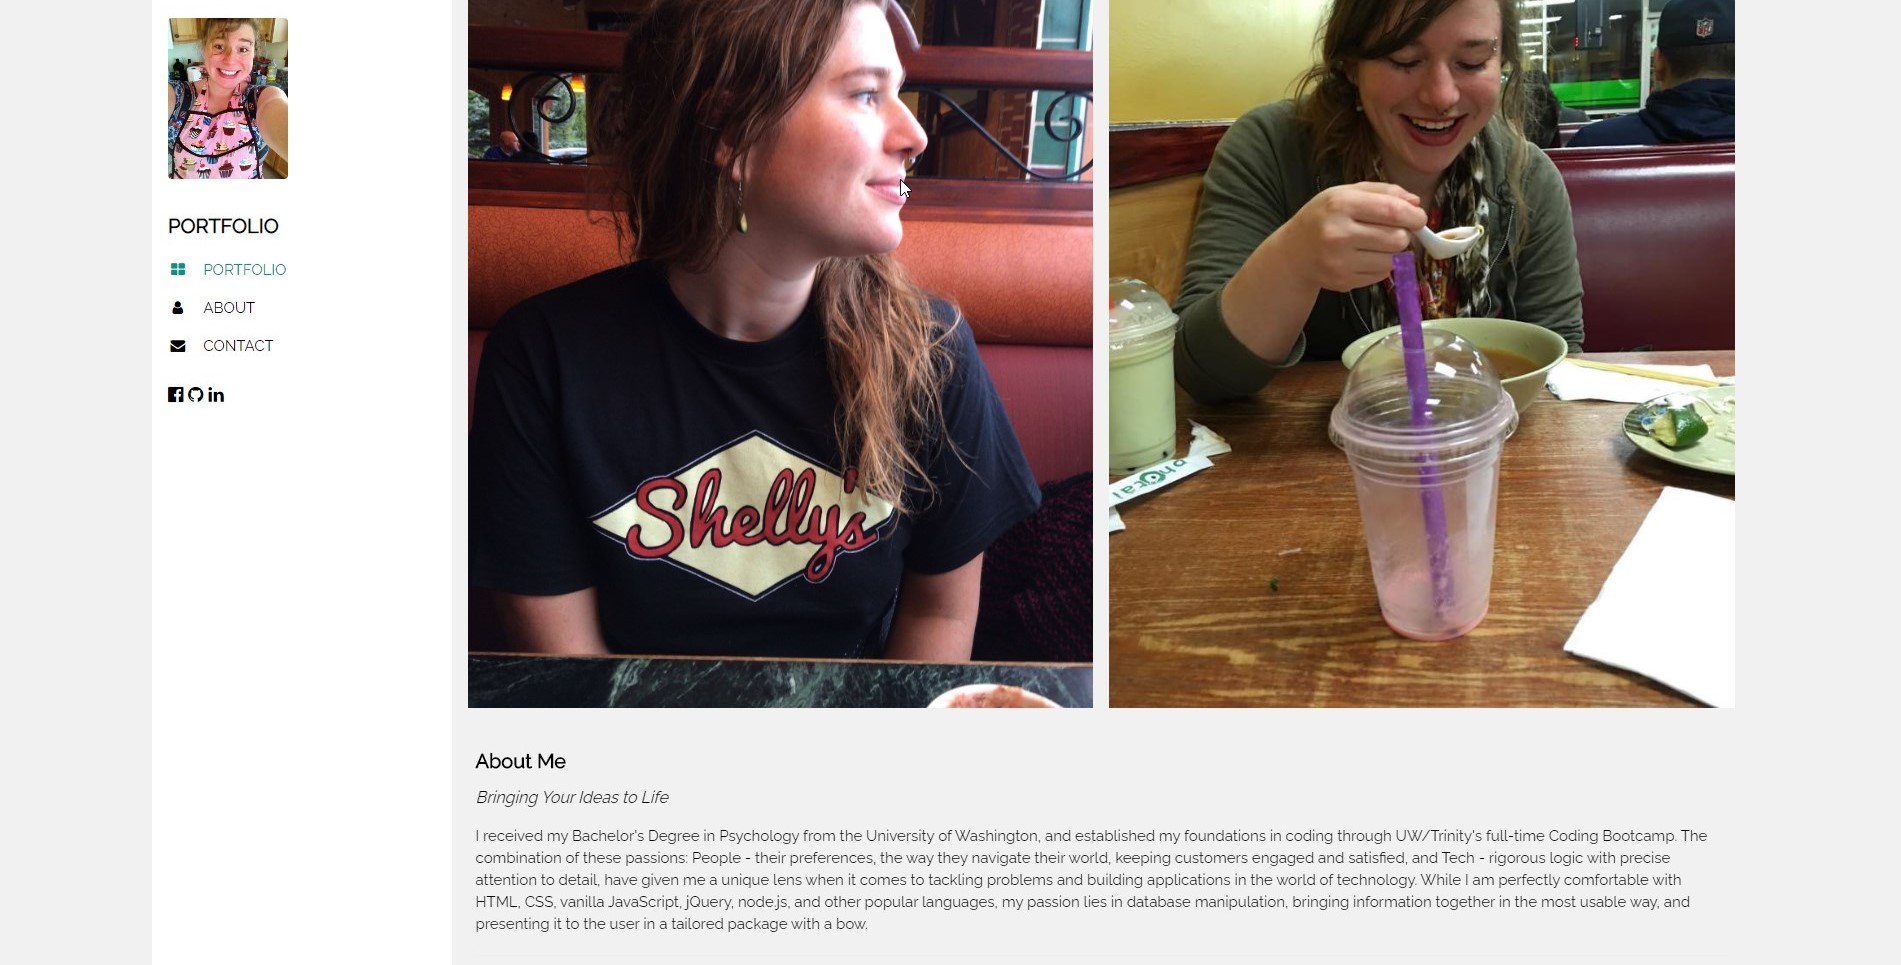 PORTFOLIO
PORTFOLIO
ABOUT
CONTACT
in
Shelly's
NFL
About Me
Bringing Your Ideas to Life
I received my Bachelor's Degree in Psychology from the University of Washington, and established my foundations in coding through UW/Trinity's full-time Coding Bootcamp. The
combination of these passions: People - their preferences, the way they navigate their world, keeping customers engaged and satisfied, and Tech - rigorous logic with precise
attention to detail, have given me a unique lens when it comes to tackling problems and building applications in the world of technology. While I am perfectly comfortable with
HTML, CSS, vanilla JavaScript, jQuery, node.js, and other popular languages, my passion lies in database manipulation, bringing information together in the most usable way, and
presenting it to the user in a tailored package with a bow.